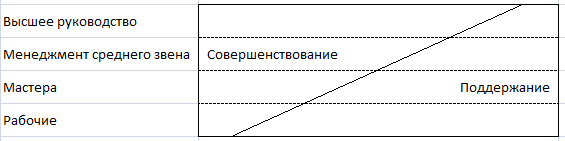 Высшее руководство
Менеджмент среднего звена Совершенствование
Мастера Поддержание
Рабочие